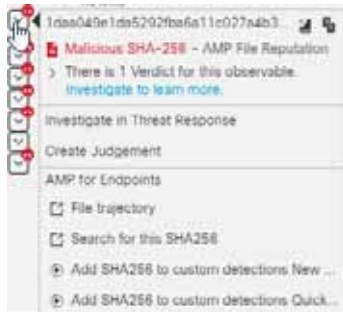 1daa049e1da5292fba6a11c027a4b3...
Malicious SHA-256 - AMP File Reputation
> There is 1 Verdict for this observable.
Investigate to learn more.
Investigate in Threat Response
Create Judgement
AMP for Endpoints
File trajectory
Search for this SHA256
Add SHA256 to custom detections New ...
Add SHA256 to custom detections Quick...